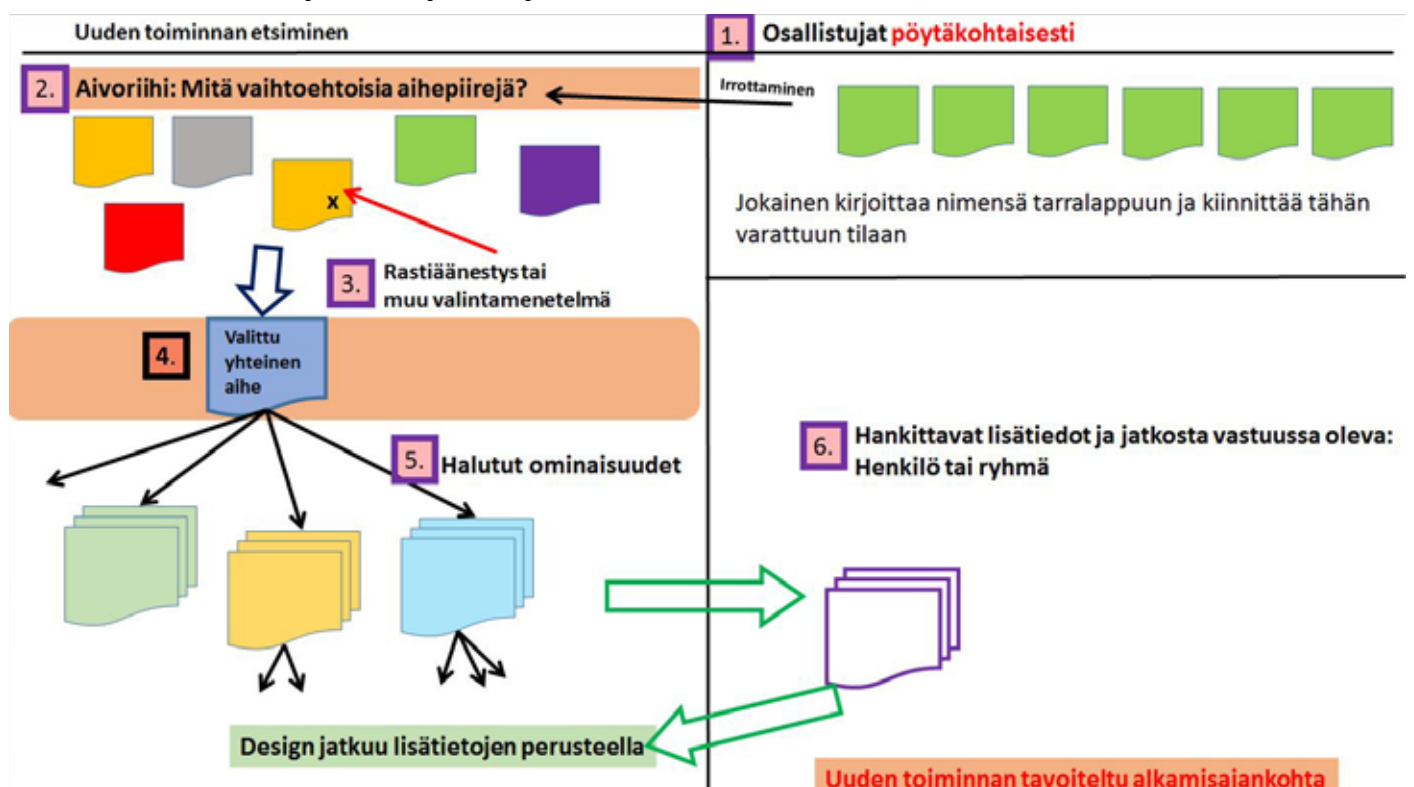 Uuden toiminnan etsiminen
1. Osallistujat pöytäkohtaisesti
2. Aivoriihi: Mitä vaihtoehtoisia aihepiirejä?
Irrottaminen
x
Jokainen kirjoittaa nimensä tarralappuun ja kiinnittää tähän
varattuun tilaan
3. Rastiäänestys tai
muu valintamenetelmä
4. Valittu
yhteinen
aihe
5. Halutut ominaisuudet
6. Hankittavat lisätiedot ja jatkosta vastuussa oleva:
Henkilö tai ryhmä
Design jatkuu lisätietojen perusteella
Uuden toiminnan tavoiteltu alkamisajankohta